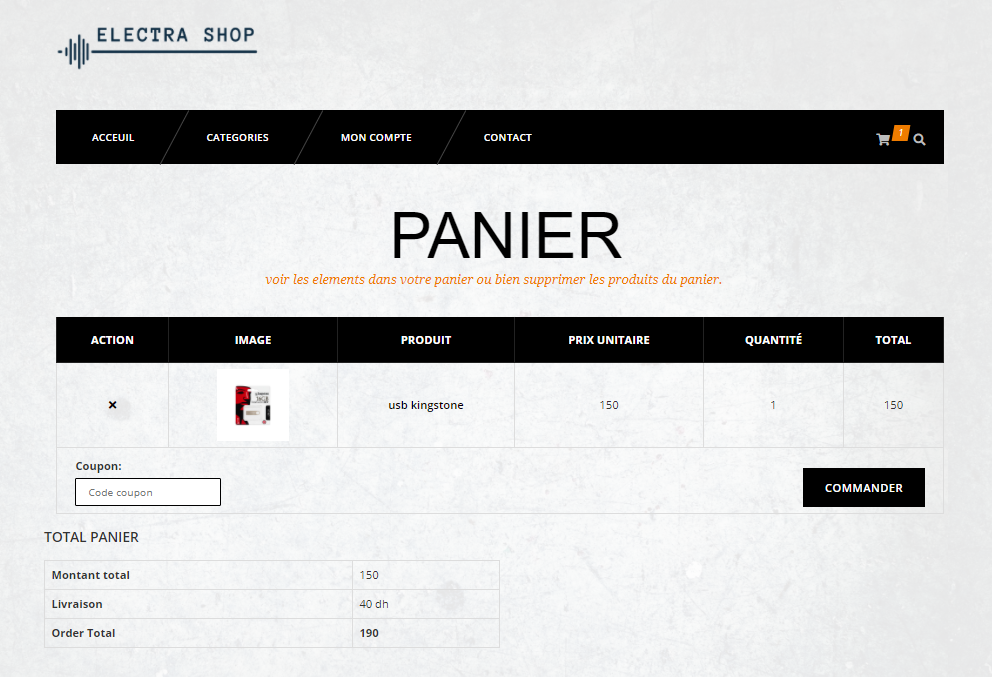 ELECTRA SHOP
ACCEUIL CATEGORIES MON COMPTE CONTACT 1
PANIER
voir les elements dans votre panier ou bien supprimer les produits du panier.
ACTION IMAGE PRODUIT PRIX UNITAIRE QUANTITÉ TOTAL
usb kingstone 150 1 150
Coupon:
Code coupon
COMMANDER
TOTAL PANIER
Montant total 150
Livraison 40 dh
Order Total 190